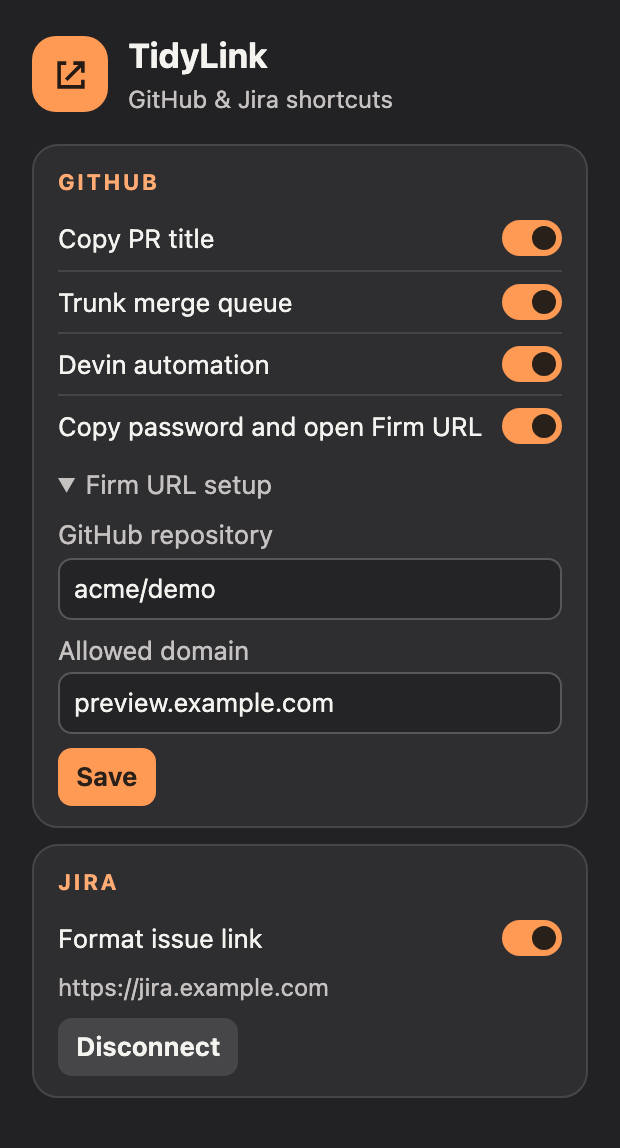 TidyLink
GitHub & Jira shortcuts
GITHUB
Copy PR title
Trunk merge queue
Devin automation
Copy password and open Firm URL
▼ Firm URL setup
GitHub repository
acme/demo
Allowed domain
preview.example.com
Save
JIRA
Format issue link
https://jira.example.com
Disconnect